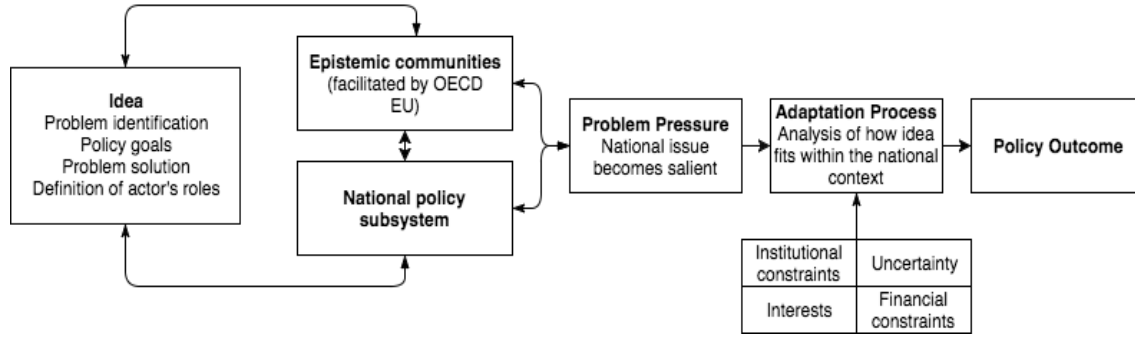 Idea
Problem identification
Policy goals
Problem solution
Definition of actor's roles
Epistemic communities
(facilitated by OECD
EU)
National policy
subsystem
Problem Pressure
National issue
becomes salient
Adaptation Process
Analysis of how idea
fits within the national
context
Policy Outcome
Institutional
constraints
Uncertainty
Interests
Financial
constraints